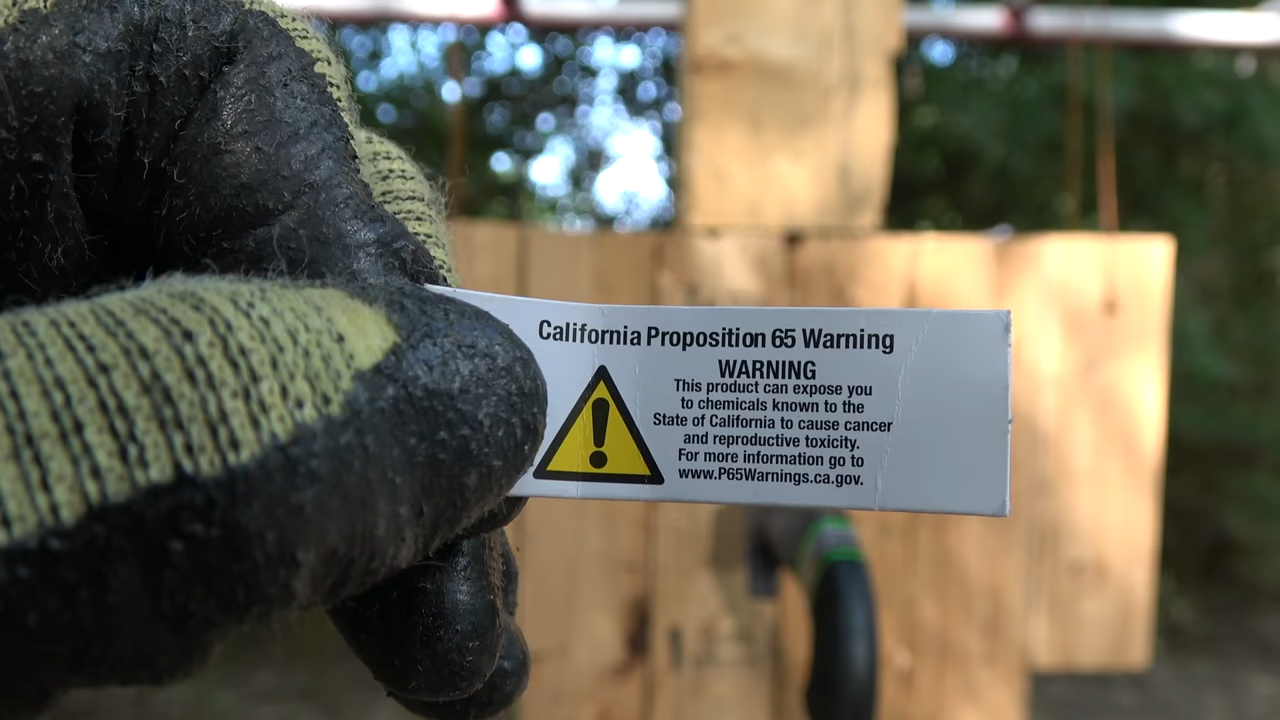 California Proposition 65 Warning
WARNING
This product can expose you
to chemicals known to the
State of California to cause cancer
and reproductive toxicity.
For more information go to
www.P65Warnings.ca.gov.